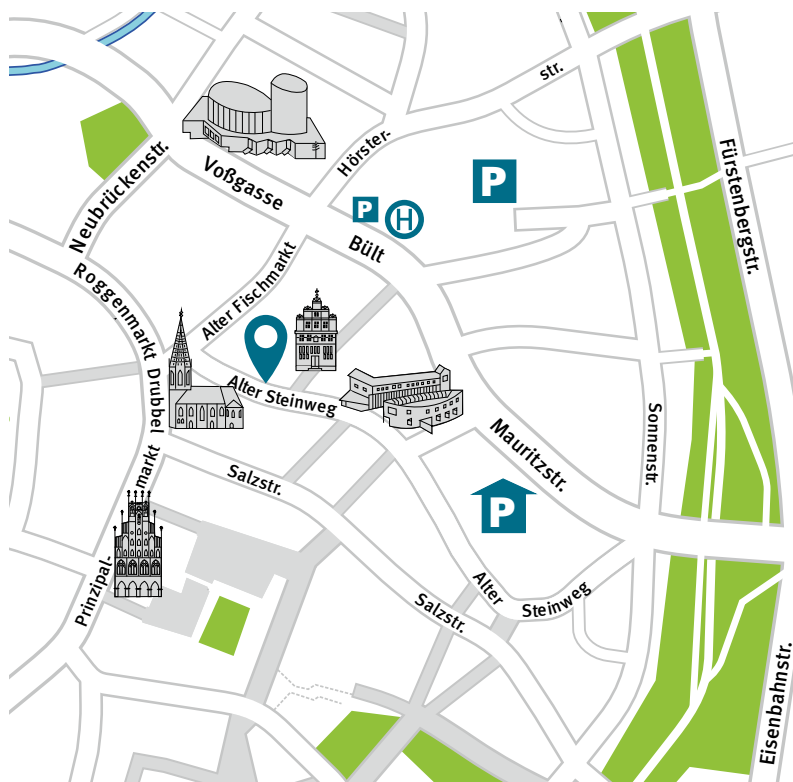 str.
Hörster-
Fürstenbergstr.
Neubrückenstr.
Voßgasse
P
P
H
Bült
Roggenmarkt
Alter Fischmarkt
Drubbel
Alter Steinweg
Sonnenstr.
Mauritzstr.
markt
Salzstr.
P
Prinzipal-
Alter
Steinweg
Salzstr.
Eisenbahnstr.